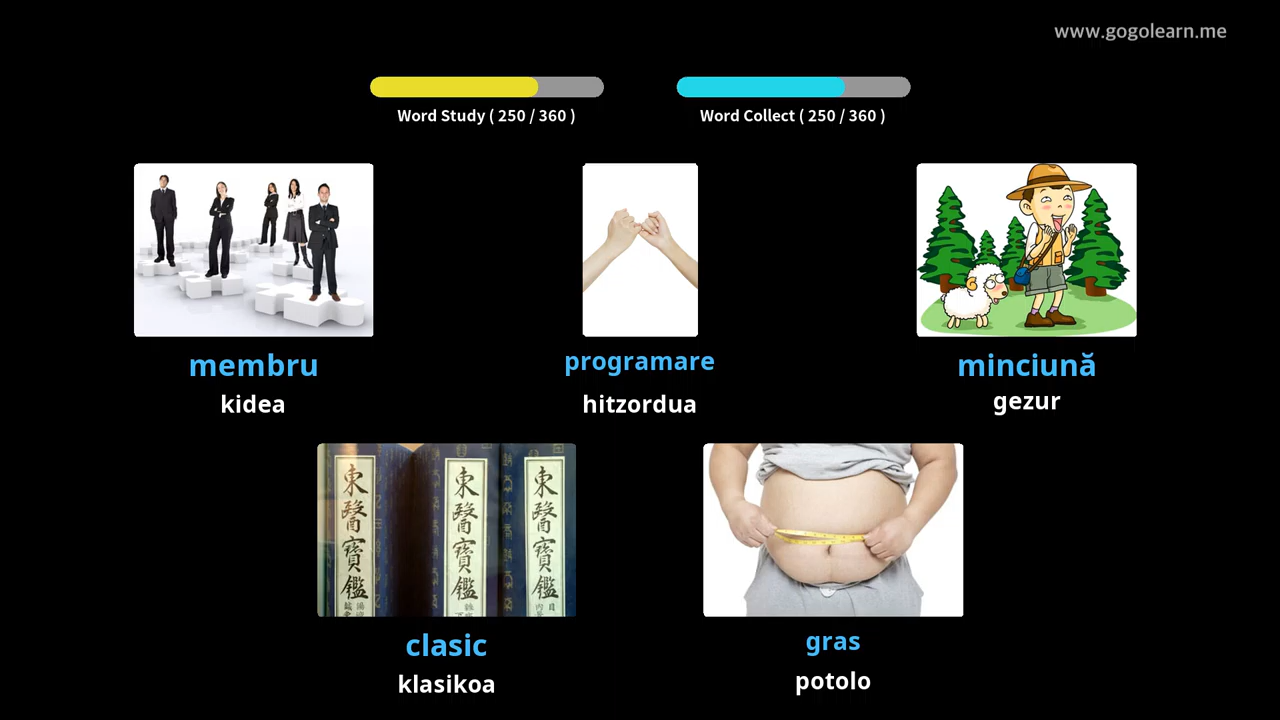 www.gogolearn.me
Word Study ( 250 / 360 )
Word Collect ( 250 / 360 )
membru
kidea
programare
hitzordua
minciună
gezur
東醫寶鑑
東醫寶鑑
東醫寶鑑
clasic
klasikoa
gras
potolo